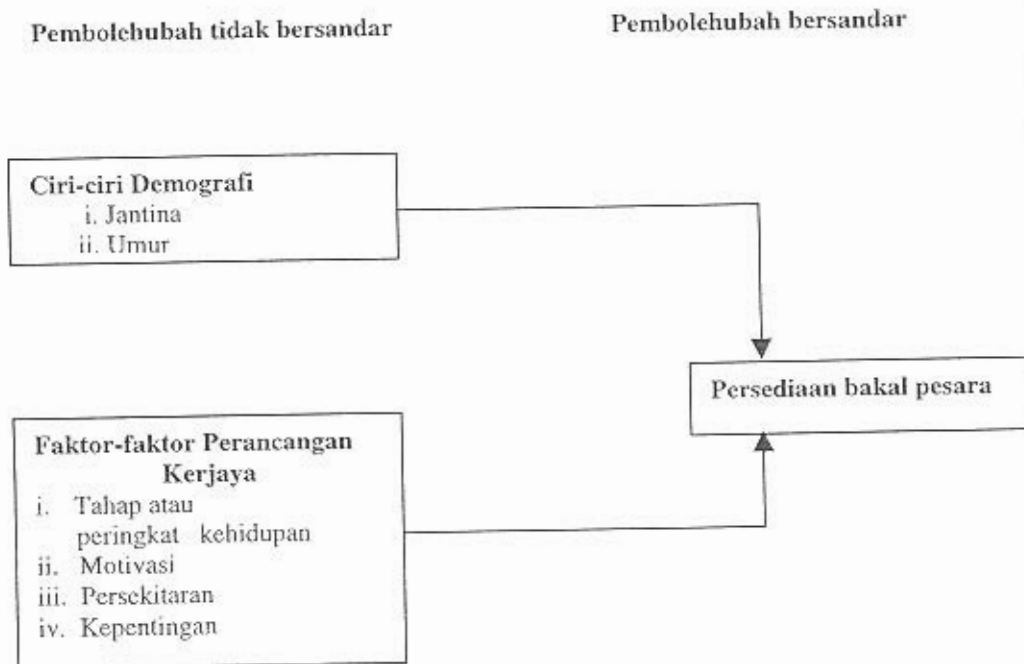 Pembolehubah tidak bersandar
Pembolehubah bersandar
Ciri-ciri Demografi
i. Jantina
ii. Umur
Persediaan bakal pesara
Faktor-faktor Perancangan
Kerjaya
i. Tahap atau
peringkat kehidupan
ii. Motivasi
iii. Persekitaran
iv. Kepentingan